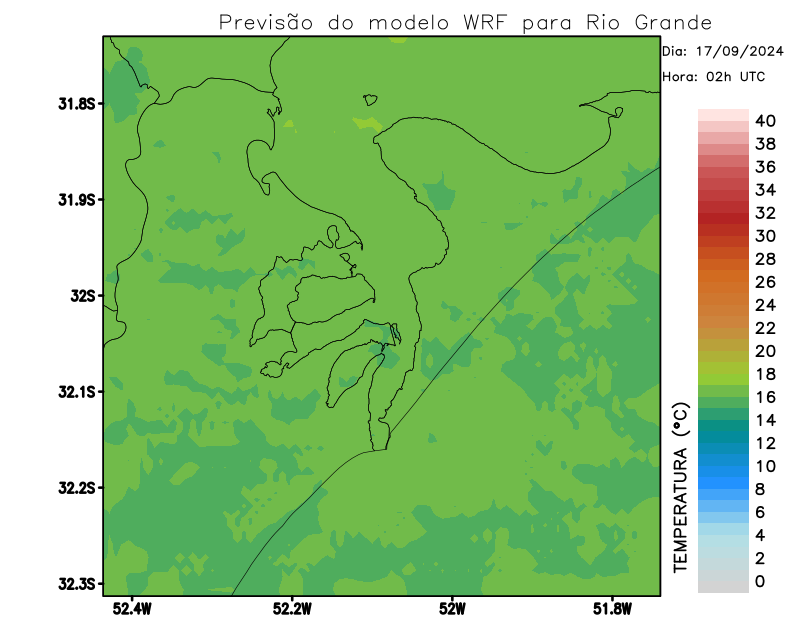 Previsão do modelo WRF para Rio Grande
Dia: 17/09/2024
Hora: 02h UTC
31.8S
31.9S
32S
32.1S
32.2S
32.3S
52.4W
52.2W
52W
51.8W
TEMPERATURA (°C)
40
38
36
34
32
30
28
26
24
22
20
18
16
14
12
10
8
6
4
2
0